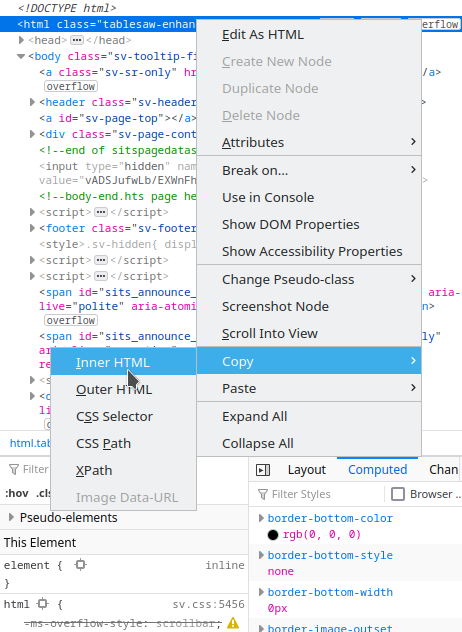 <!DOCTYPE html>
<html class="tablesaw-enhan
overflow
<head> ••• </head>
<body class="sv-tooltip-fi
<a class="sv-sr-only" hr
/a>
overflow
<header class="sv-header
>
<a id="sv-page-top"></a>
<div class="sv-page-cont
<!--end of sitspagedatas
<input type="hidden" nam
value="vADSJufwLb/EXWnFh
>
<!--body-end.hts page he
<script> ••• </script>
<footer class="sv-footer
<style>.sv-hidden{ displ
<script> ••• </script>
<script> ••• </script>
<span id="sits_announce_
aria-
live="polite" aria-atomi
n>
overflow
<span id="sits_announce_
y"
Edit As HTML
Create New Node
Duplicate Node
Delete Node
Attributes
Break on...
Use in Console
Show DOM Properties
Show Accessibility Properties
Change Pseudo-class
Screenshot Node
Scroll Into View
Copy
Paste
Expand All
Collapse All
Inner HTML
Outer HTML
CSS Selector
CSS Path
XPath
Image Data-URL
html.tab
Filter
:hov .cls
Pseudo-elements
This Element
element { inline
}
html { sv.css:5456
-ms-overflow-style: scrollbar;
Layout Computed Chan
Filter Styles Browser
border-bottom-color
rgb(0, 0, 0)
border-bottom-style
none
border-bottom-width
0px
border-image-outset